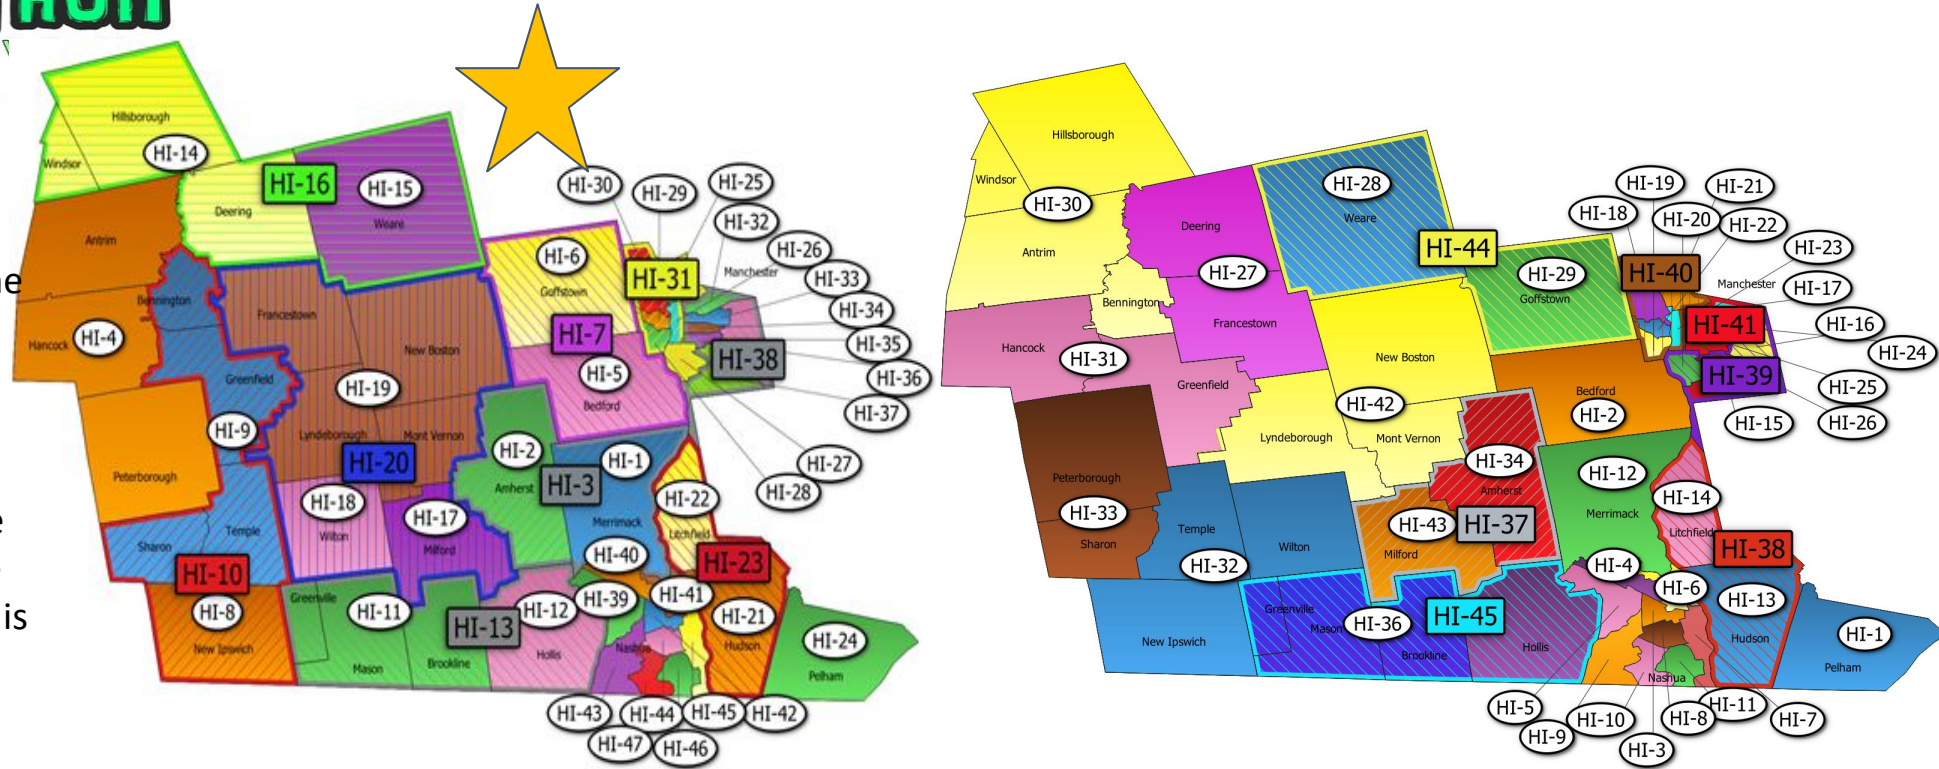 ne
e
is
Hillsborough
HI-14
Windsor
HI-16
HI-15
Deering
Weare
Antrim
HI-30
HI-29
HI-25
HI-32
HI-26
Manchester
HI-33
HI-6
HI-31
Goffstown
Bennington
Francestown
HI-34
HI-4
Hancock
HI-7
HI-35
New Boston
HI-38
HI-36
Greenfield
HI-19
HI-5
Bedford
HI-37
HI-9
Lyndeborough
Mont Vernon
HI-2
HI-20
HI-1
HI-27
Peterborough
HI-3
Amherst
HI-28
HI-18
HI-17
HI-22
Merrimack
Litchfield
Temple
Wilton
Milford
Sharon
HI-10
HI-40
HI-23
HI-8
Greenville
HI-11
HI-12
HI-39
HI-41
HI-13
HI-21
New Ipswich
Mason
Brookline
Hollis
Nashua
Hudson
HI-24
Pelham
HI-43
HI-44
HI-45
HI-42
HI-47
HI-46
Hillsborough
Windsor
HI-30
HI-28
Weare
Deering
Antrim
HI-44
HI-27
HI-29
Goffstown
HI-19
HI-21
HI-18
HI-20
HI-22
HI-23
HI-40
Manchester
HI-17
Bennington
Francestown
HI-41
HI-16
HI-24
Hancock
HI-31
New Boston
Greenfield
HI-39
HI-25
HI-15
HI-26
Bedford
HI-2
HI-42
Lyndeborough
Mont Vernon
HI-34
Amherst
Peterborough
HI-33
Sharon
HI-12
Merrimack
HI-14
Litchfield
HI-43
HI-37
Temple
Wilton
Milford
HI-38
HI-32
HI-4
HI-6
HI-13
Greenville
Mason
HI-36
HI-45
Hudson
HI-1
New Ipswich
Brookline
Hollis
Pelham
Nashua
HI-5
HI-9
HI-10
HI-3
HI-8
HI-11
HI-7